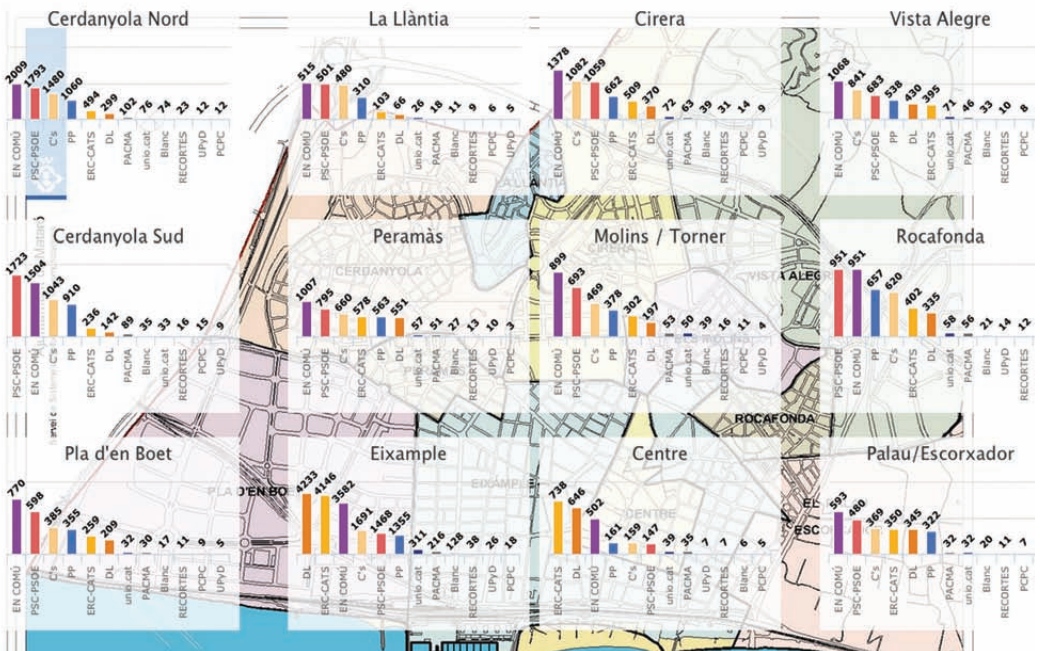 Cerdanyola Nord
2009 1793 1480 1060 494 299 102 76 74 23 12 12
EN COMÚ PSC-PSOE C's PP ERC-CATS DL PACMA unio.cat Blanc RECORTES UPyD PCPC
La Llàntia
515 501 480 310 103 66 26 18 11 9 6 5
EN COMÚ PSC-PSOE C's PP ERC-CATS DL unio.cat PACMA Blanc RECORTES PCPC UPyD
Cirera
1378 1082 1059 662 509 370 72 63 39 31 14 9
EN COMÚ C's PSC-PSOE PP ERC-CATS DL unio.cat PACMA Blanc RECORTES PCPC UPyD
Vista Alegre
1068 841 683 538 430 395 71 46 33 10 8
EN COMÚ PSC-PSOE C's PP ERC-CATS DL unio.cat PACMA Blanc RECORTES PCPC
Cerdanyola Sud
1723 1504 1043 910 236 142 69 35 33 16 15 9
PSC-PSOE EN COMÚ C's PP ERC-CATS DL PACMA Blanc unio.cat RECORTES PCPC UPyD
Peramàs
1007 795 660 578 563 551 57 51 27 13 10 3
EN COMÚ PSC-PSOE C's ERC-CATS PP DL unio.cat PACMA Blanc RECORTES UPyD PCPC
Molins / Torner
899 693 469 378 302 197 53 50 39 16 11 4
EN COMÚ PSC-PSOE C's PP ERC-CATS DL PACMA unio.cat Blanc RECORTES PCPC UPyD
Rocafonda
951 951 657 620 402 335 58 56 21 14 12
PSC-PSOE EN COMÚ PP C's ERC-CATS DL unio.cat PACMA Blanc UPyD RECORTES
Pla d'en Boet
770 598 385 355 259 209 32 30 17 11 9 5
EN COMÚ PSC-PSOE C's PP ERC-CATS DL unio.cat PACMA Blanc RECORTES PCPC UPyD
Eixample
4233 4146 3582 1691 1468 1355 311 216 128 38 26 18
DL ERC-CATS EN COMÚ C's PSC-PSOE PP unio.cat PACMA Blanc RECORTES UPyD PCPC
Centre
738 646 502 161 159 147 39 35 7 7 6 5
ERC-CATS DL EN COMÚ PP C's PSC-PSOE unio.cat PACMA UPyD RECORTES Blanc PCPC
Palau/Escorxador
593 480 369 350 345 322 32 32 20 11 7
EN COMÚ PSC-PSOE C's ERC-CATS DL PP PACMA unio.cat Blanc RECORTES PCPC
LA LLÀNTIA
CERDANYOLA
CIRERA
VISTA ALEGR
ROCAFONDA
PLA D'EN BO
EIXAMPLE
CENTRE